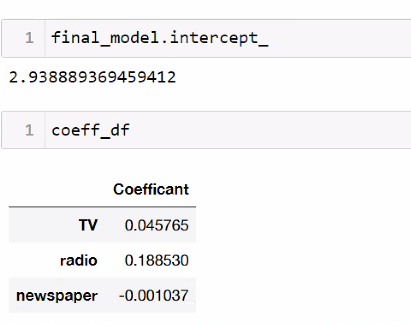 1 final_model.intercept_
2.938889369459412
1 coeff_df
Coefficant
TV 0.045765
radio 0.188530
newspaper -0.001037